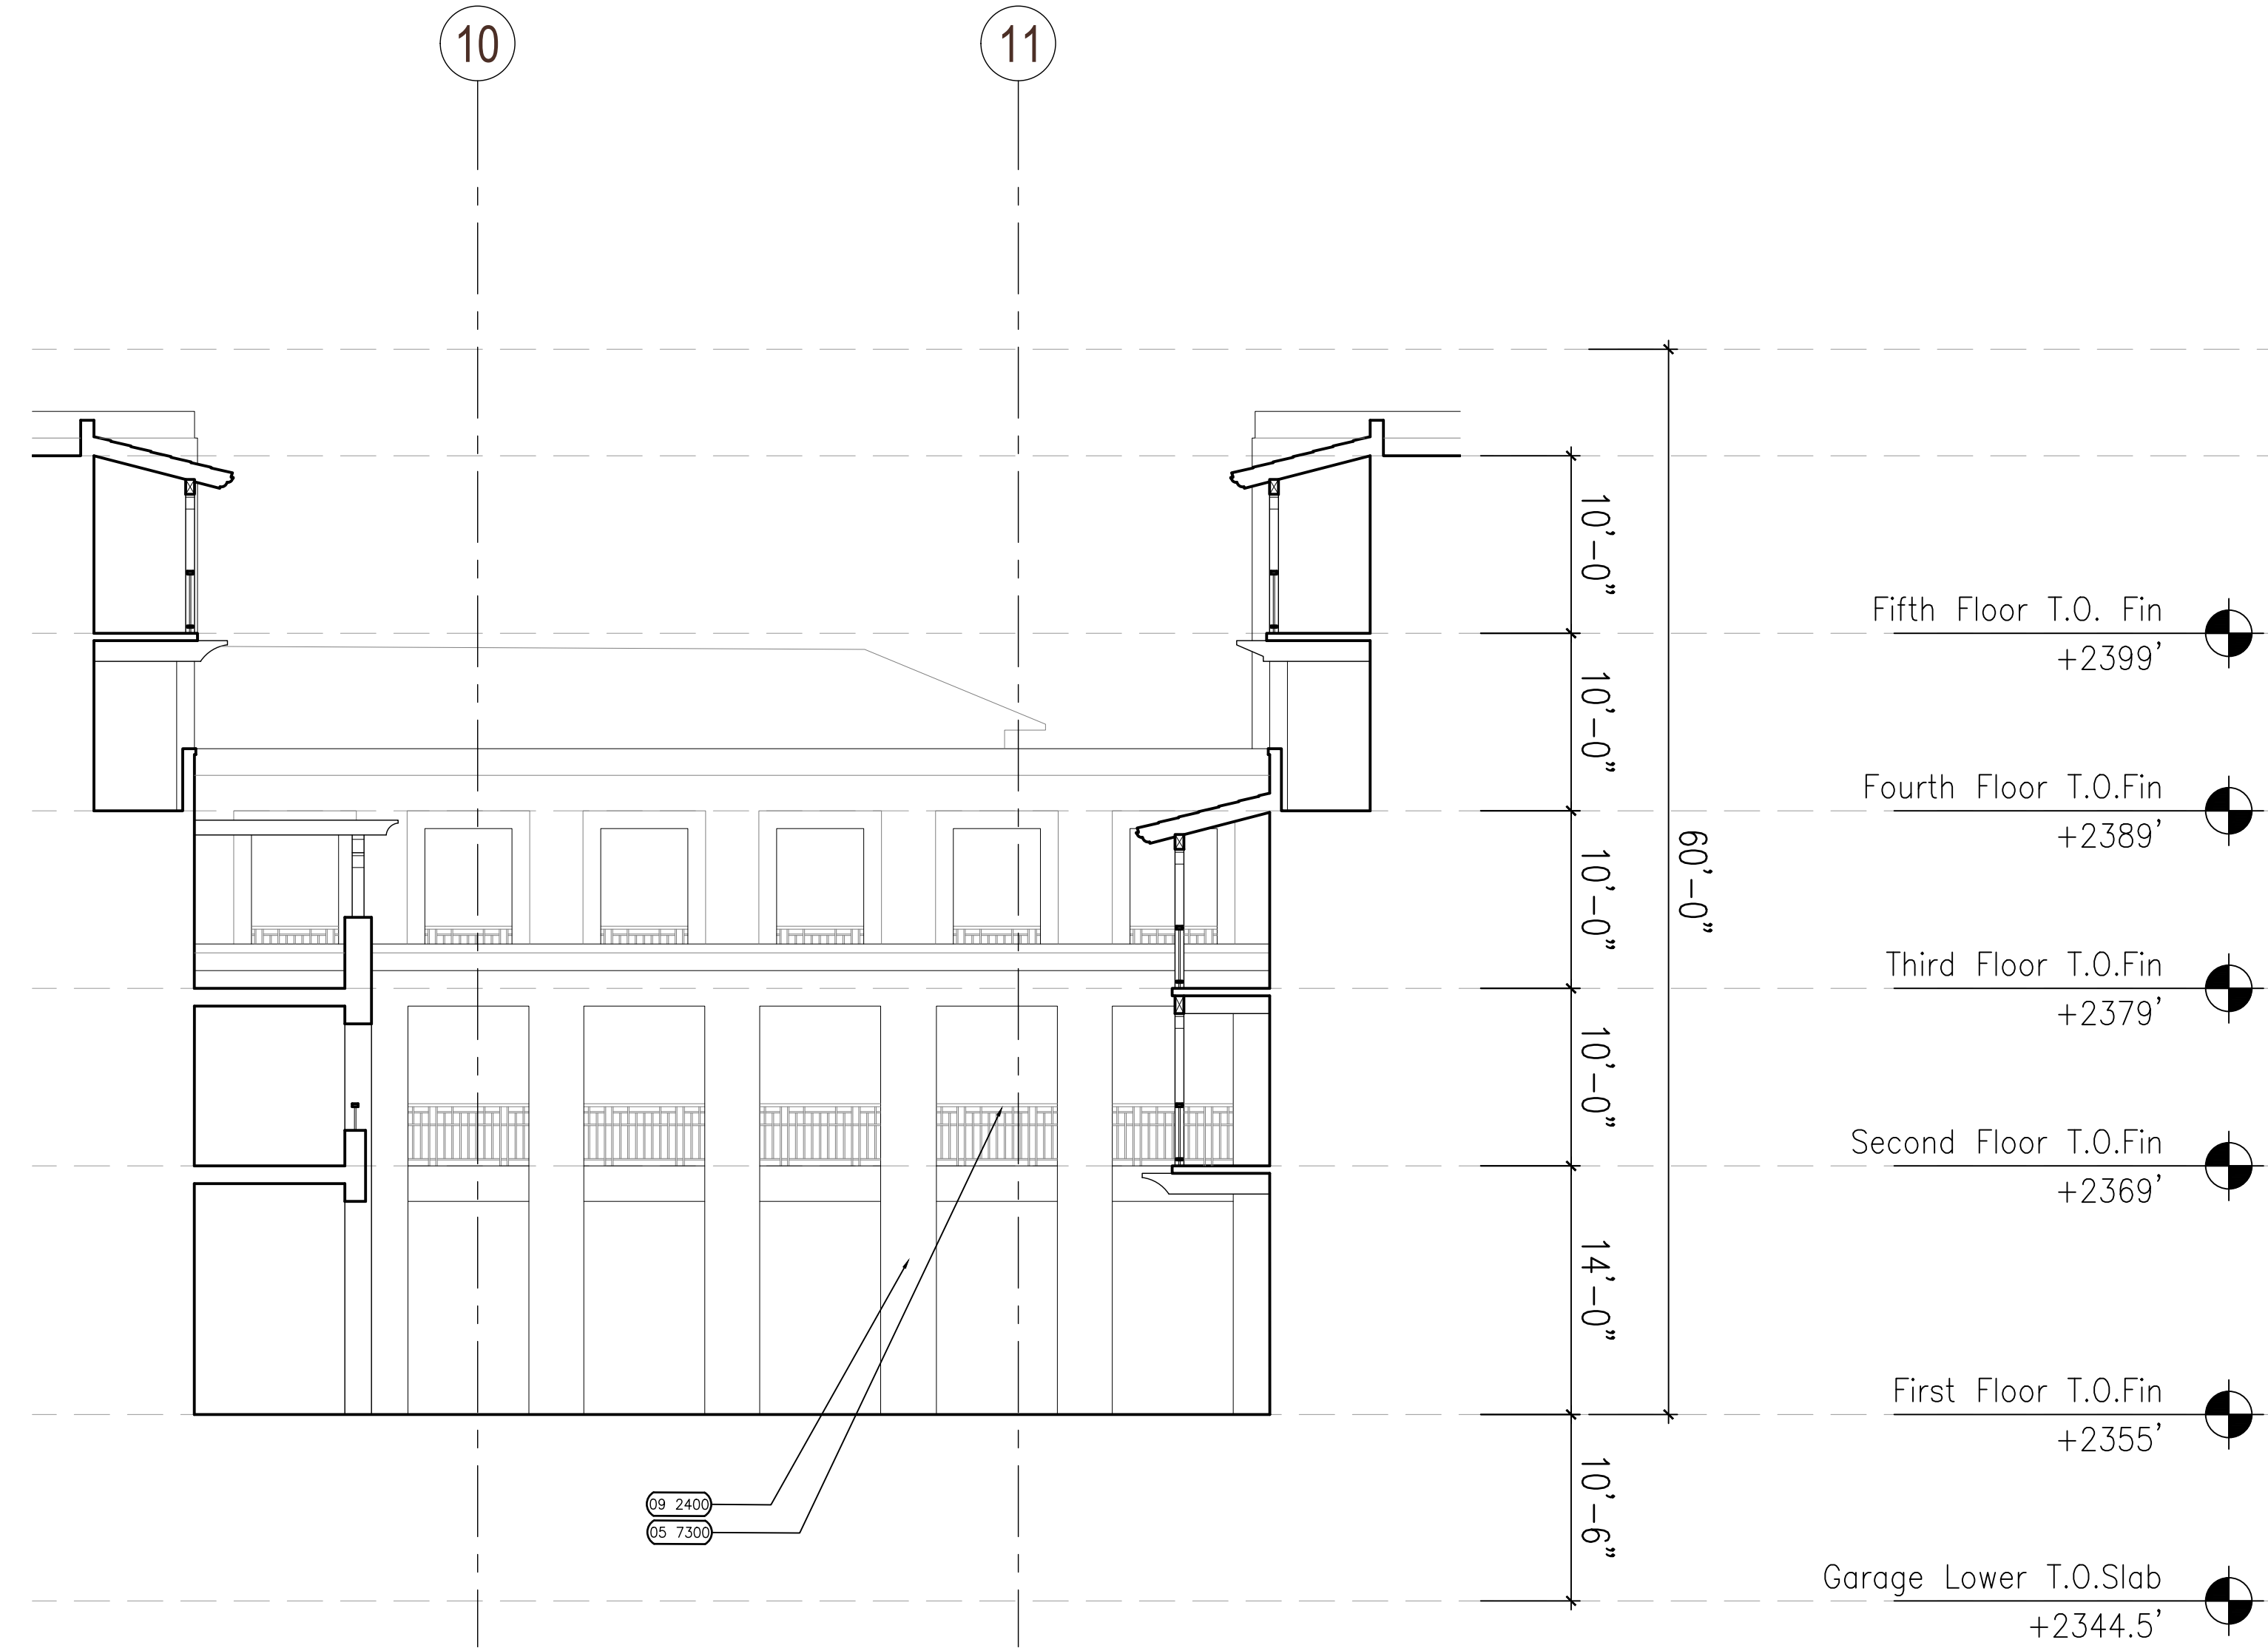 10
11
10'-0"
10'-0"
10'-0"
10'-0"
14'-0"
10'-6"
60'-0"
Fifth Floor T.O. Fin
+2399'
Fourth Floor T.O.Fin
+2389'
Third Floor T.O.Fin
+2379'
Second Floor T.O.Fin
+2369'
First Floor T.O.Fin
+2355'
Garage Lower T.O.Slab
+2344.5'
09 2400
05 7300